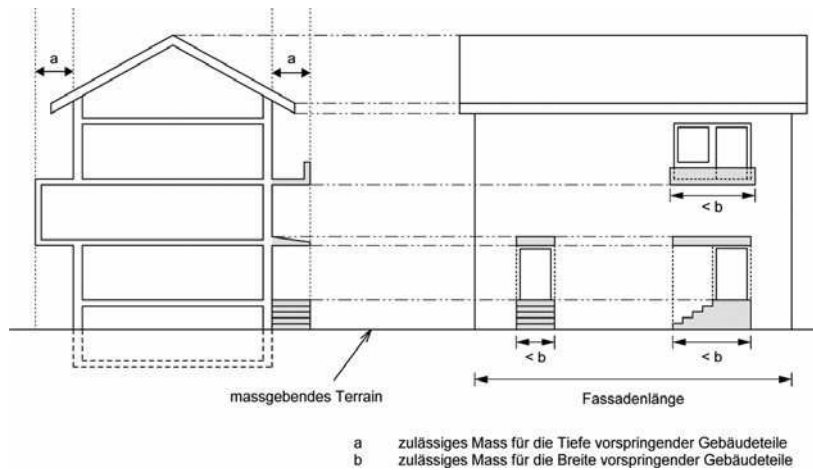 a
a
< b
< b
< b
massgebendes Terrain
Fassadenlänge
a zulässiges Mass für die Tiefe vorspringender Gebäudeteile
b zulässiges Mass für die Breite vorspringender Gebäudeteile